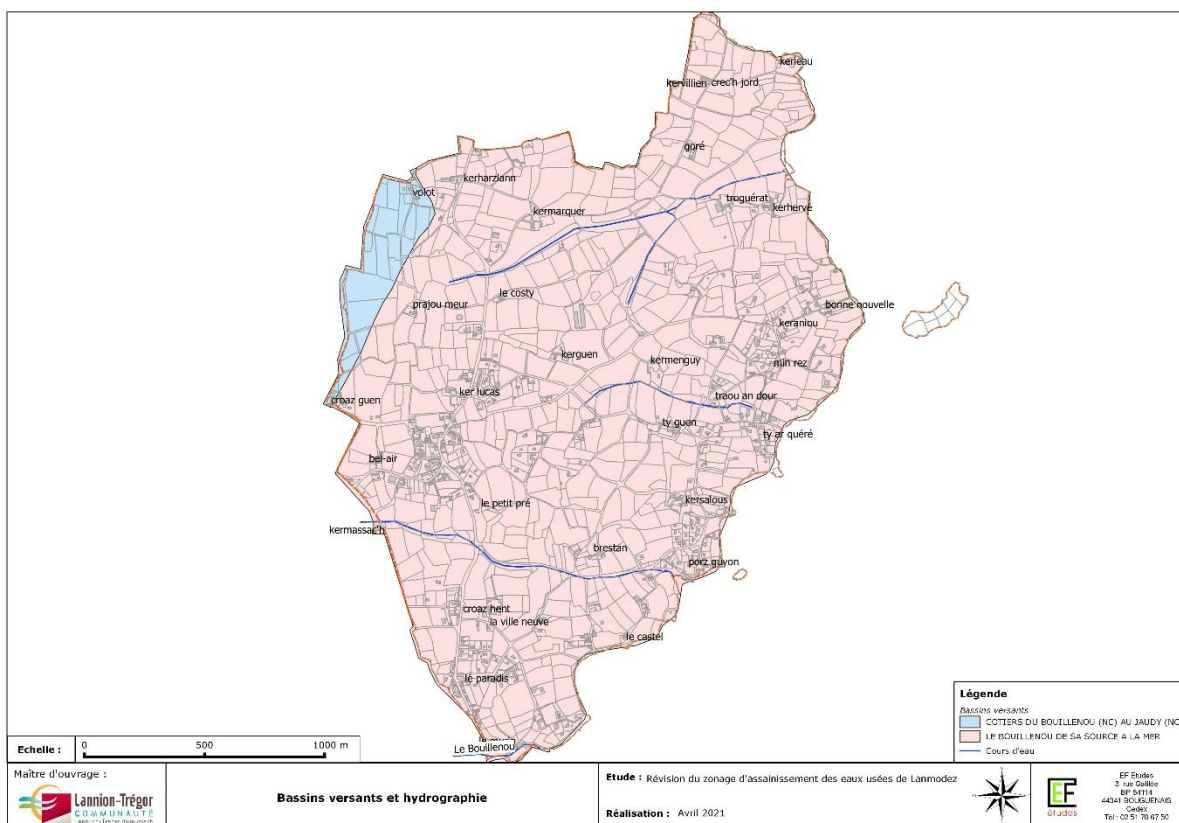 kerleau
kervillien crec'h jord
goré
kerharziann
volot
troguérat
kerhervé
kermarquer
le costy
prajou meur
bonne nouvelle
keraniou
kerguen
kermenguy
min rez
ker lucas
traou an dour
croaz guen
ty guen
ty ar quéré
bel-air
le petit pré
kersalous
kermassac'h
brestan
porz guyon
croaz hent
la ville neuve
le castel
le paradis
Le Bouillenou
Légende
Bassins versants
COTIERS DU BOUILLENOU (NC) AU JAUDY (NC
LE BOUILLENOU DE SA SOURCE A LA MER
Cours d'eau
Echelle : 0 500 1000 m
Maître d'ouvrage :
Lannion-Trégor
COMMUNAUTÉ
Bassins versants et hydrographie
Etude : Révision du zonage d'assainissement des eaux usées de Lanmodez
Réalisation : Avril 2021
EF
études
EF Etudes
3, rue Galilée
BP 84114
44341 BOUGUENAIS
Cedex
Tel : 02 51 70 67 50